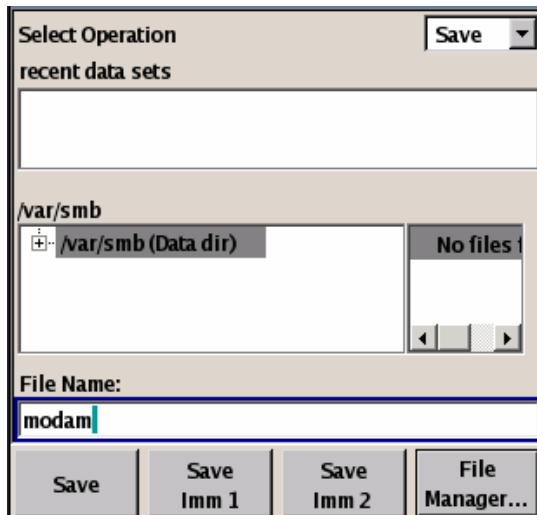 Select Operation Save
recent data sets
/var/smb
/var/smb (Data dir) No files
File Name:
modam
Save Save Imm 1 Save Imm 2 File Manager...